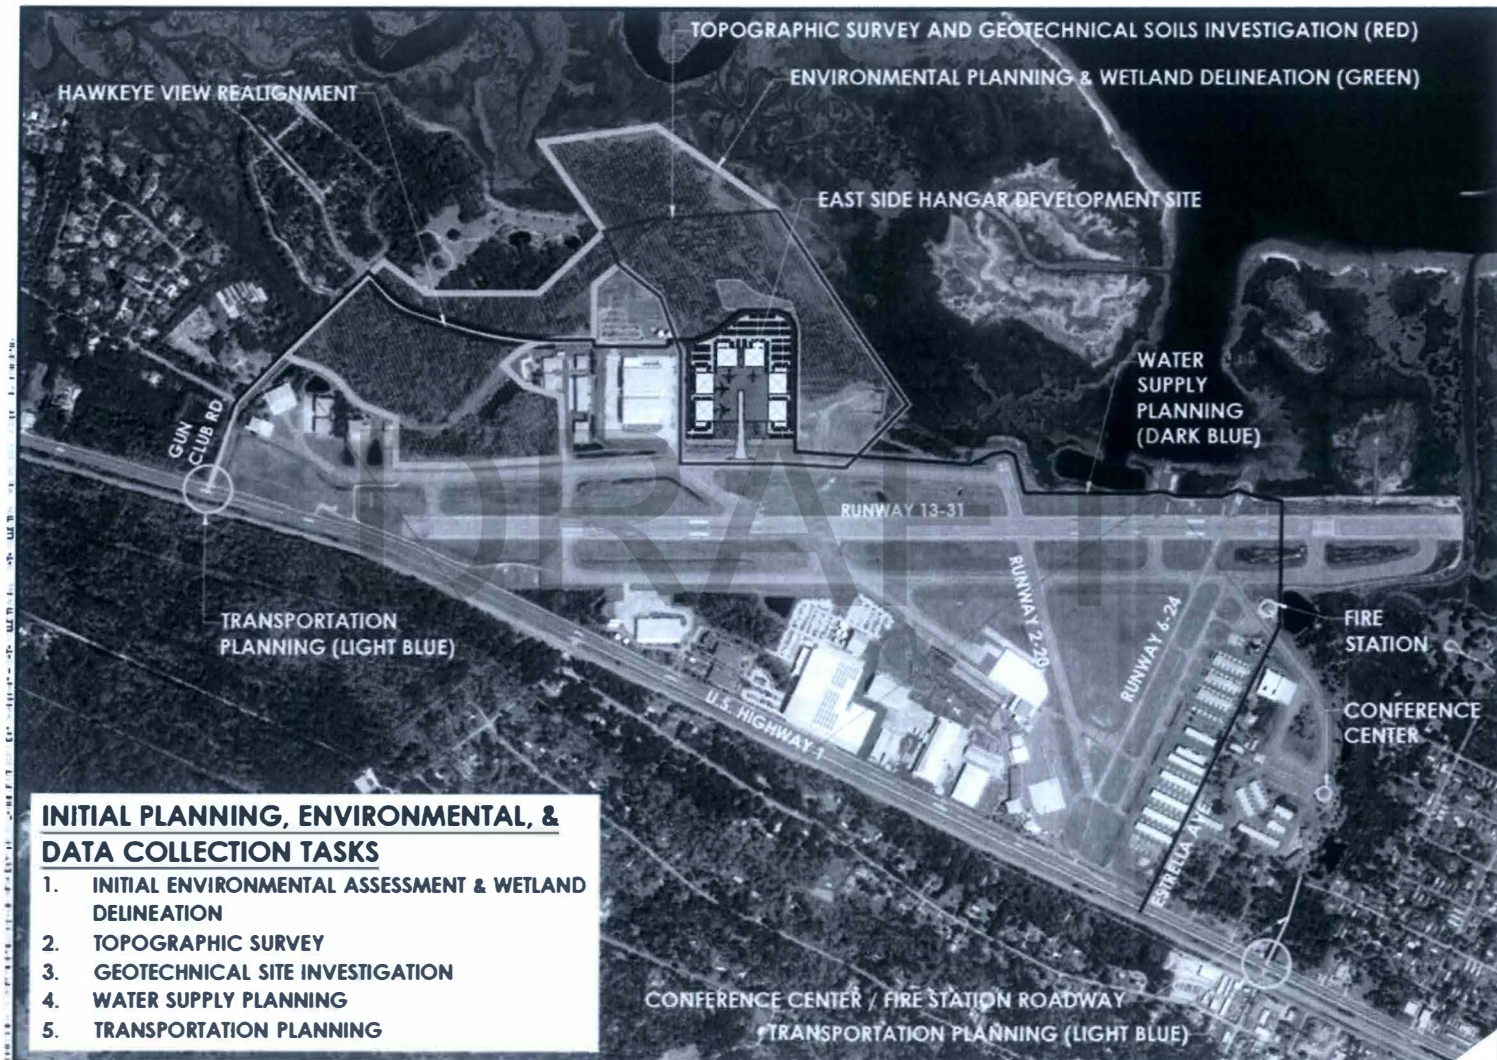 TOPOGRAPHIC SURVEY AND GEOTECHNICAL SOILS INVESTIGATION (RED)
ENVIRONMENTAL PLANNING & WETLAND DELINEATION (GREEN)
HAWKEYE VIEW REALIGNMENT
EAST SIDE HANGAR DEVELOPMENT SITE
WATER
SUPPLY
PLANNING
(DARK BLUE)
GUN
CLUB RD
DRAFT
RUNWAY 13-31
RUNWAY 2-20
RUNWAY 6-24
TRANSPORTATION
PLANNING (LIGHT BLUE)
FIRE
STATION
U.S. HIGHWAY 1
CONFERENCE
CENTER
ESTRELLA AV
INITIAL PLANNING, ENVIRONMENTAL, &
DATA COLLECTION TASKS
1. INITIAL ENVIRONMENTAL ASSESSMENT & WETLAND
DELINEATION
2. TOPOGRAPHIC SURVEY
3. GEOTECHNICAL SITE INVESTIGATION
4. WATER SUPPLY PLANNING
5. TRANSPORTATION PLANNING
CONFERENCE CENTER / FIRE STATION ROADWAY
TRANSPORTATION PLANNING (LIGHT BLUE)